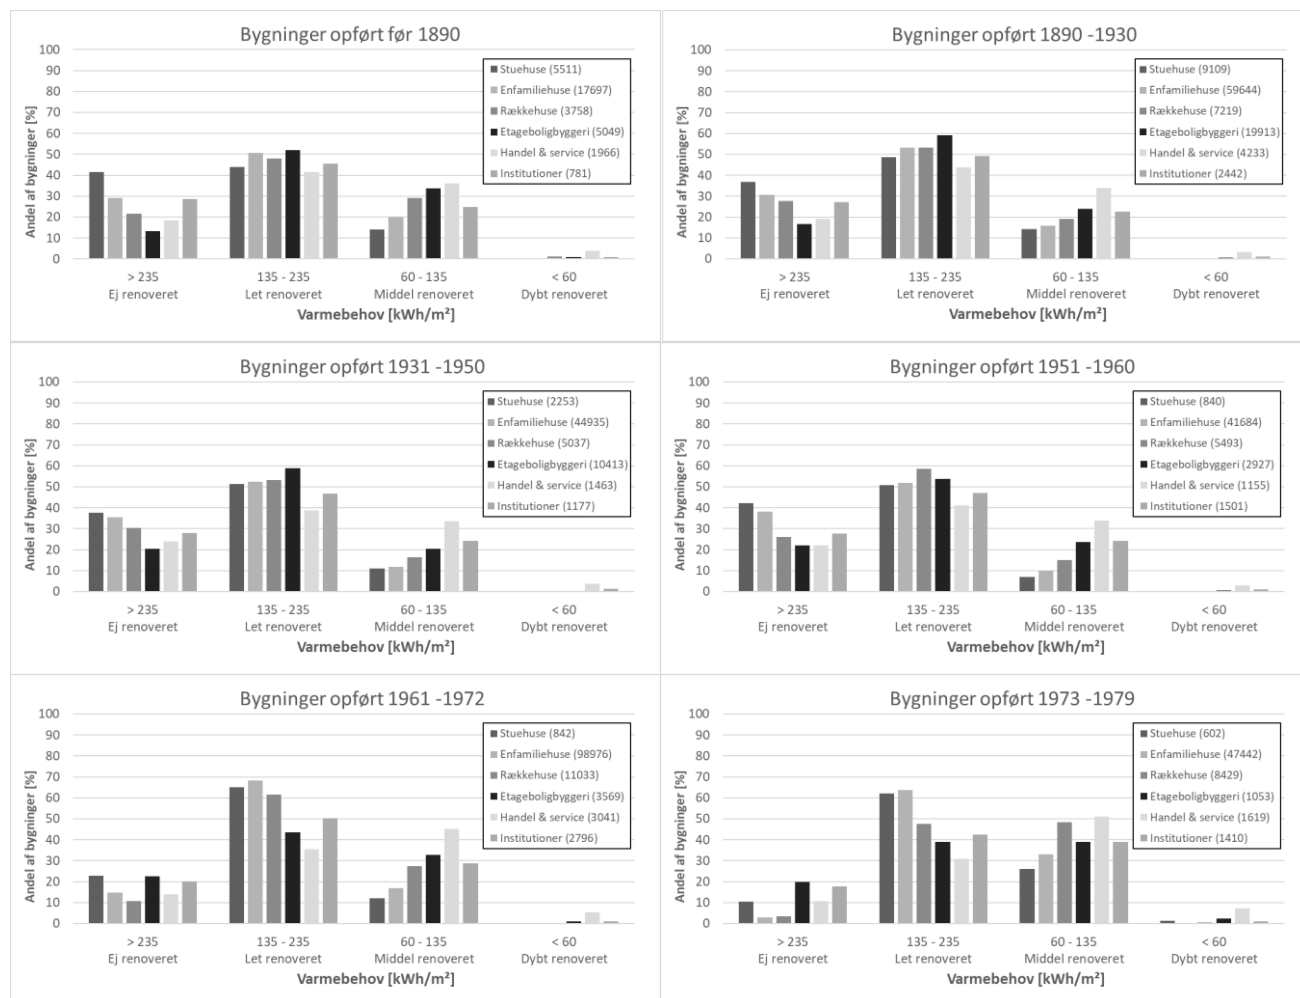 Bygninger opført før 1890
Andel af bygninger [%]
100
90
80
70
60
50
40
30
20
10
0
Stuehuse (5511)
Enfamiliehuse (17697)
Rækkehuse (3758)
Etageboligbyggeri (5049)
Handel & service (1966)
Institutioner (781)
> 235 135 - 235 60 - 135 < 60
Ej renoveret Let renoveret Middel renoveret Dybt renoveret
Varmebehov [kWh/m²]
Bygninger opført 1890 -1930
Andel af bygninger [%]
100
90
80
70
60
50
40
30
20
10
0
Stuehuse (9109)
Enfamiliehuse (59644)
Rækkehuse (7219)
Etageboligbyggeri (19913)
Handel & service (4233)
Institutioner (2442)
> 235 135 - 235 60 - 135 < 60
Ej renoveret Let renoveret Middel renoveret Dybt renoveret
Varmebehov [kWh/m²]
Bygninger opført 1931 -1950
Andel af bygninger [%]
100
90
80
70
60
50
40
30
20
10
0
Stuehuse (2253)
Enfamiliehuse (44935)
Rækkehuse (5037)
Etageboligbyggeri (10413)
Handel & service (1463)
Institutioner (1177)
> 235 135 - 235 60 - 135 < 60
Ej renoveret Let renoveret Middel renoveret Dybt renoveret
Varmebehov [kWh/m²]
Bygninger opført 1951 -1960
Andel af bygninger [%]
100
90
80
70
60
50
40
30
20
10
0
Stuehuse (840)
Enfamiliehuse (41684)
Rækkehuse (5493)
Etageboligbyggeri (2927)
Handel & service (1155)
Institutioner (1501)
> 235 135 - 235 60 - 135 < 60
Ej renoveret Let renoveret Middel renoveret Dybt renoveret
Varmebehov [kWh/m²]
Bygninger opført 1961 -1972
Andel af bygninger [%]
100
90
80
70
60
50
40
30
20
10
0
Stuehuse (842)
Enfamiliehuse (98976)
Rækkehuse (11033)
Etageboligbyggeri (3569)
Handel & service (3041)
Institutioner (2796)
> 235 135 - 235 60 - 135 < 60
Ej renoveret Let renoveret Middel renoveret Dybt renoveret
Varmebehov [kWh/m²]
Bygninger opført 1973 -1979
Andel af bygninger [%]
100
90
80
70
60
50
40
30
20
10
0
Stuehuse (602)
Enfamiliehuse (47442)
Rækkehuse (8429)
Etageboligbyggeri (1053)
Handel & service (1619)
Institutioner (1410)
> 235 135 - 235 60 - 135 < 60
Ej renoveret Let renoveret Middel renoveret Dybt renoveret
Varmebehov [kWh/m²]